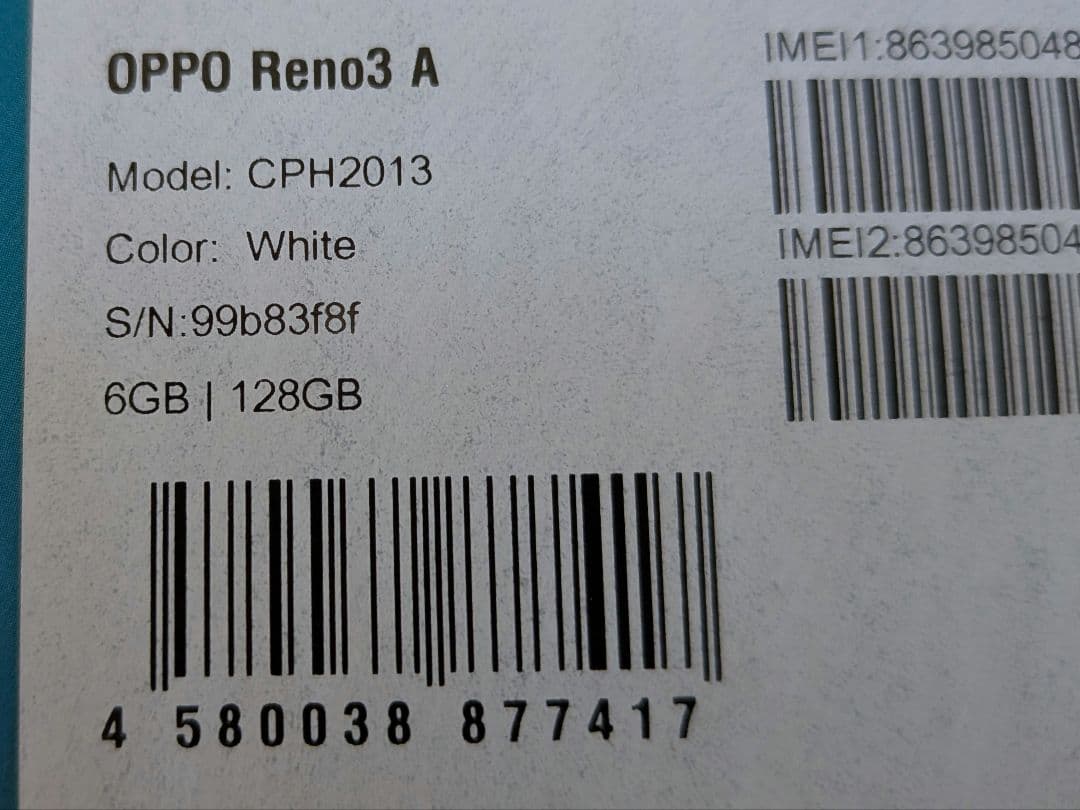 OPPO Reno3 A
Model: CPH2013
Color: White
S/N:99b83f8f
6GB | 128GB
4 580038 877417
IMEI1:863985048
IMEI2:86398504